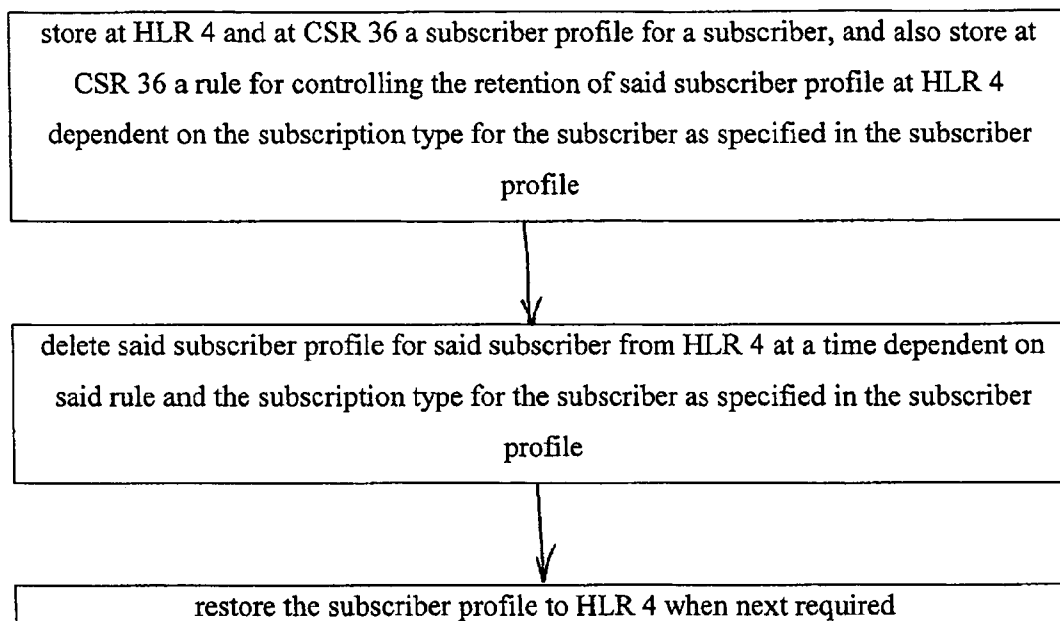 store at HLR 4 and at CSR 36 a subscriber profile for a subscriber, and also store at
CSR 36 a rule for controlling the retention of said subscriber profile at HLR 4
dependent on the subscription type for the subscriber as specified in the subscriber
profile
delete said subscriber profile for said subscriber from HLR 4 at a time dependent on
said rule and the subscription type for the subscriber as specified in the subscriber
profile
restore the subscriber profile to HLR 4 when next required